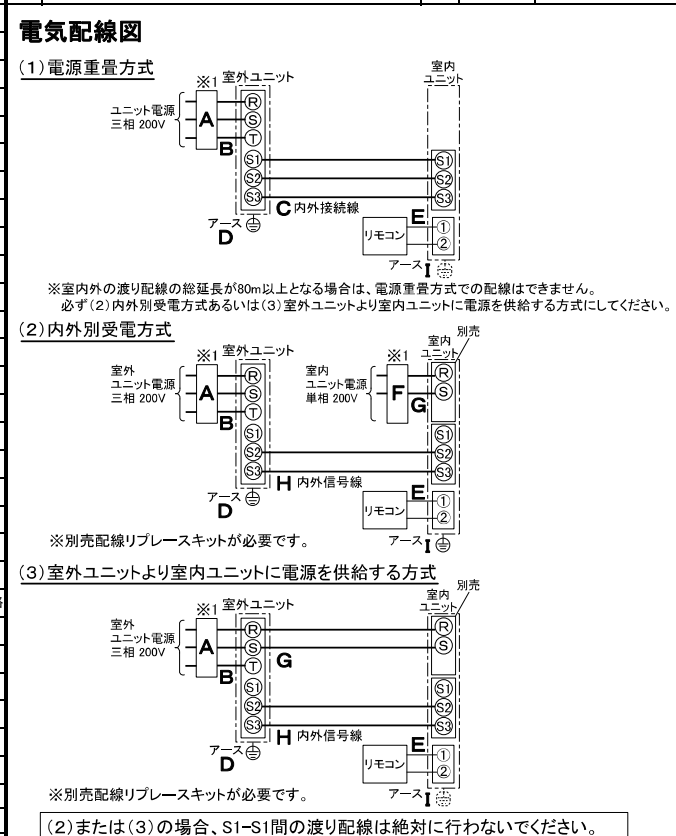 電気配線図
(1)電源重畳方式
※1 室外ユニット
室内
ユニット
ユニット電源
三相 200V
A
B
R
S
T
S1
S2
S3
S1
S2
S3
C 内外接続線
アース
D
リモコン
E
①
②
アース I
※室内外の渡り配線の総延長が80m以上となる場合は、電源重畳方式での配線はできません。
必ず(2)内外別受電方式あるいは(3)室外ユニットより室内ユニットに電源を供給する方式にしてください。
(2)内外別受電方式
※1 室外ユニット
室外
ユニット電源
三相 200V
A
B
R
S
T
S1
S2
S3
室内
ユニット電源
単相 200V
※1
F
G
室内
ユニット
別売
R
S
S1
S2
S3
H 内外信号線
アース
D
リモコン
E
①
②
アース I
※別売配線リプレースキットが必要です。
(3)室外ユニットより室内ユニットに電源を供給する方式
※1 室外ユニット
室外
ユニット電源
三相 200V
A
B
R
S
T
S1
S2
S3
G
室内
ユニット
別売
R
S
S1
S2
S3
H 内外信号線
アース
D
リモコン
E
①
②
アース I
※別売配線リプレースキットが必要です。
(2)または(3)の場合、S1-S1間の渡り配線は絶対に行わないでください。